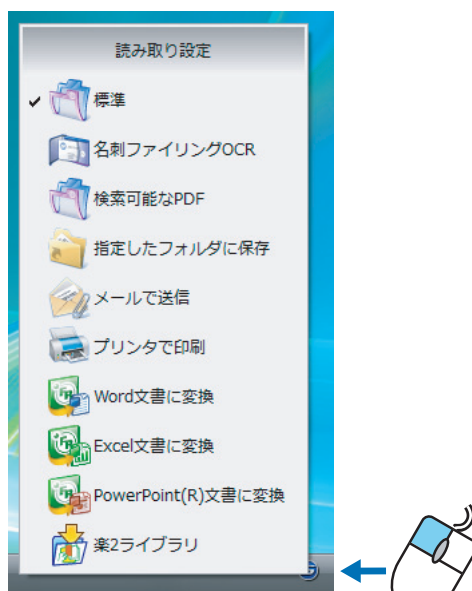 読み取り設定
標準
名刺ファイリングOCR
検索可能なPDF
指定したフォルダに保存
メールで送信
プリンタで印刷
Word文書に変換
Excel文書に変換
PowerPoint(R)文書に変換
楽2ライブラリ